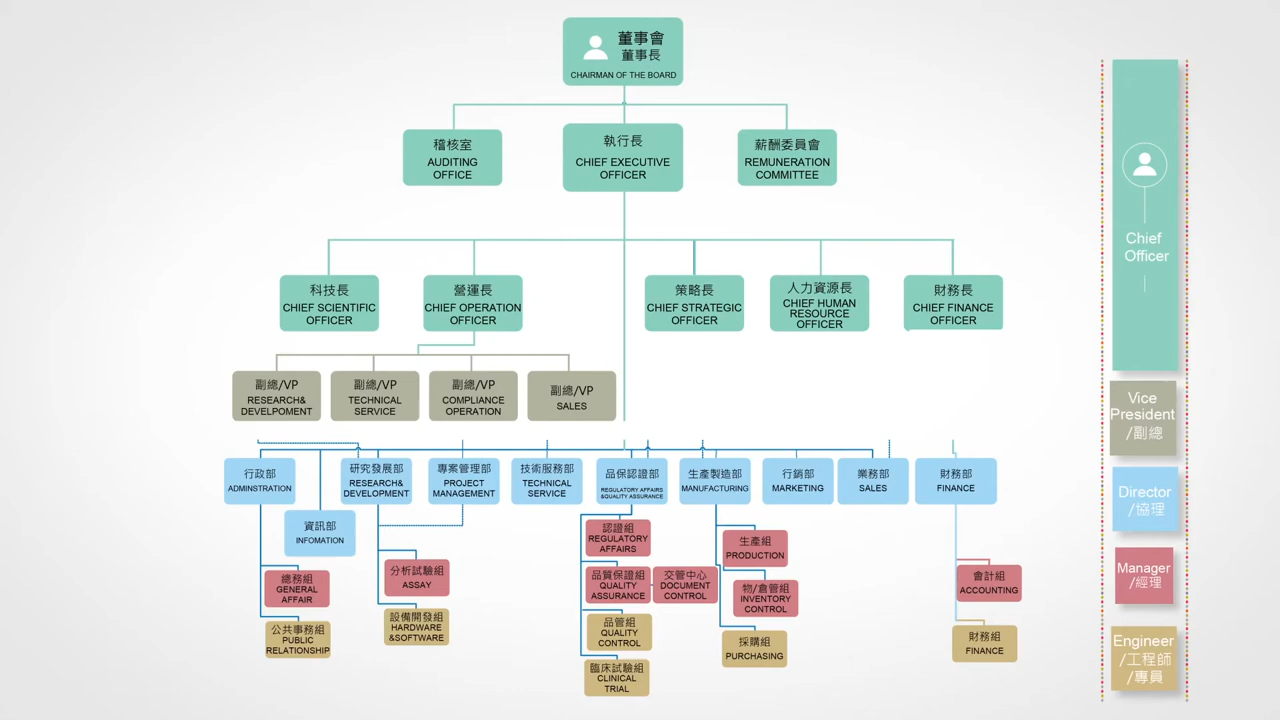 董事會
董事長
CHAIRMAN OF THE BOARD
稽核室
AUDITING
OFFICE
執行長
CHIEF EXECUTIVE
OFFICER
薪酬委員會
REMUNERATION
COMMITTEE
科技長
CHIEF SCIENTIFIC
OFFICER
營運長
CHIEF OPERATION
OFFICER
策略長
CHIEF STRATEGIC
OFFICER
人力資源長
CHIEF HUMAN
RESOURCE
OFFICER
財務長
CHIEF FINANCE
OFFICER
副總/VP
RESEARCH&
DEVELPOMENT
副總/VP
TECHNICAL
SERVICE
副總/VP
COMPLIANCE
OPERATION
副總/VP
SALES
行政部
ADMINSTRATION
研究發展部
RESEARCH&
DEVELOPMENT
專案管理部
PROJECT
MANAGEMENT
技術服務部
TECHNICAL
SERVICE
品保認證部
REGULATORY AFFAIRS
&QUALITY ASSURANCE
生產製造部
MANUFACTURING
行銷部
MARKETING
業務部
SALES
財務部
FINANCE
資訊部
INFOMATION
總務組
GENERAL
AFFAIR
公共事務組
PUBLIC
RELATIONSHIP
分析試驗組
ASSAY
設備開發組
HARDWARE
&SOFTWARE
認證組
REGULATORY
AFFAIRS
品質保證組
QUALITY
ASSURANCE
交管中心
DOCUMENT
CONTROL
品管組
QUALITY
CONTROL
臨床試驗組
CLINICAL
TRIAL
生產組
PRODUCTION
物/倉管組
INVENTORY
CONTROL
採購組
PURCHASING
會計組
ACCOUNTING
財務組
FINANCE
Chief
Officer
Vice
President
/副總
Director
/協理
Manager
/經理
Engineer
/工程師
/專員